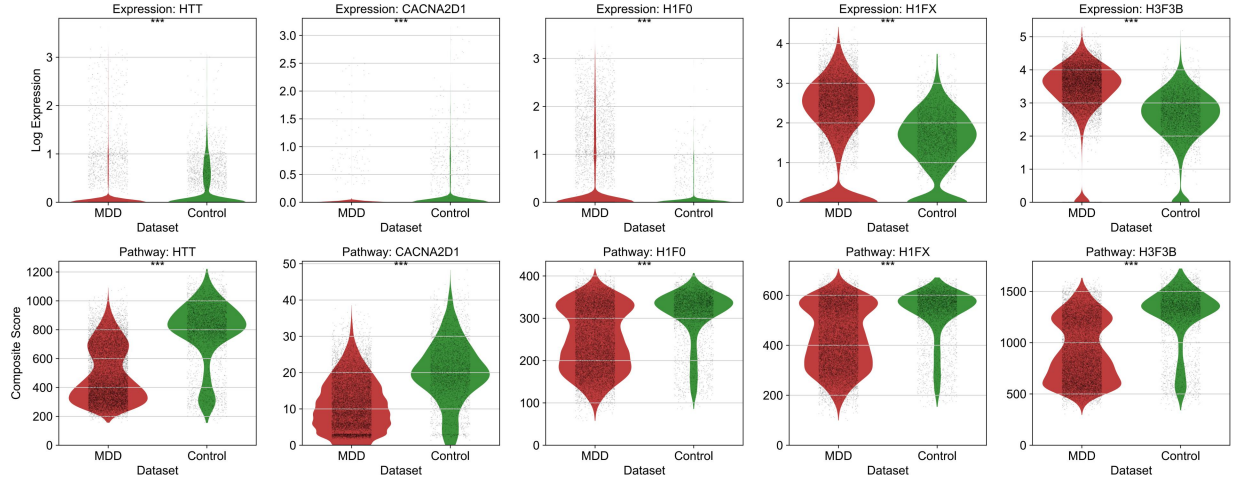 Expression: HTT
***
Log Expression
3
2
1
0
MDD
Control
Dataset
Expression: CACNA2D1
***
3.0
2.5
2.0
1.5
1.0
0.5
0.0
MDD
Control
Dataset
Expression: H1F0
***
3
2
1
0
MDD
Control
Dataset
Expression: H1FX
***
4
3
2
1
0
MDD
Control
Dataset
Expression: H3F3B
***
5
4
3
2
1
0
MDD
Control
Dataset
Pathway: HTT
***
Composite Score
1200
1000
800
600
400
200
0
MDD
Control
Dataset
Pathway: CACNA2D1
***
50
40
30
20
10
0
MDD
Control
Dataset
Pathway: H1F0
***
400
300
200
100
0
MDD
Control
Dataset
Pathway: H1FX
***
600
400
200
0
MDD
Control
Dataset
Pathway: H3F3B
***
1500
1000
500
0
MDD
Control
Dataset